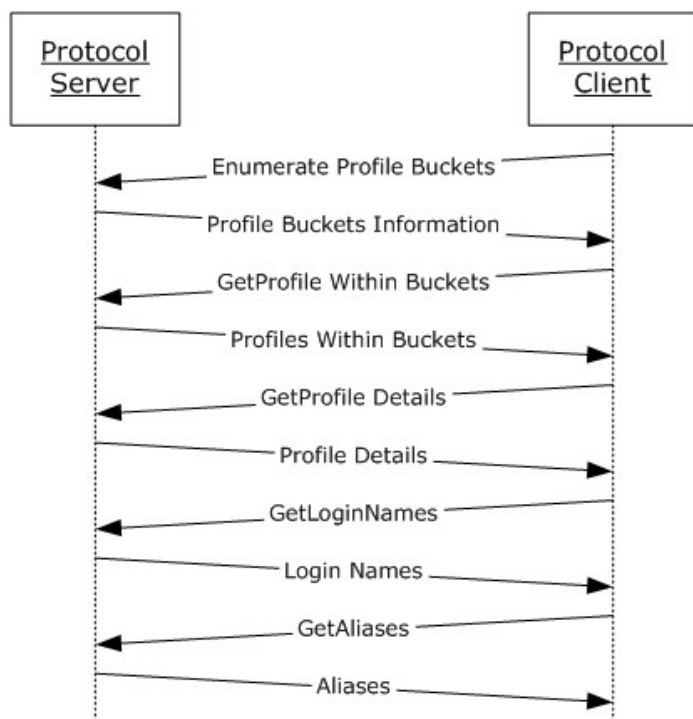 Protocol
Server
Protocol
Client
Enumerate Profile Buckets
Profile Buckets Information
GetProfile Within Buckets
Profiles Within Buckets
GetProfile Details
Profile Details
GetLoginNames
Login Names
GetAliases
Aliases